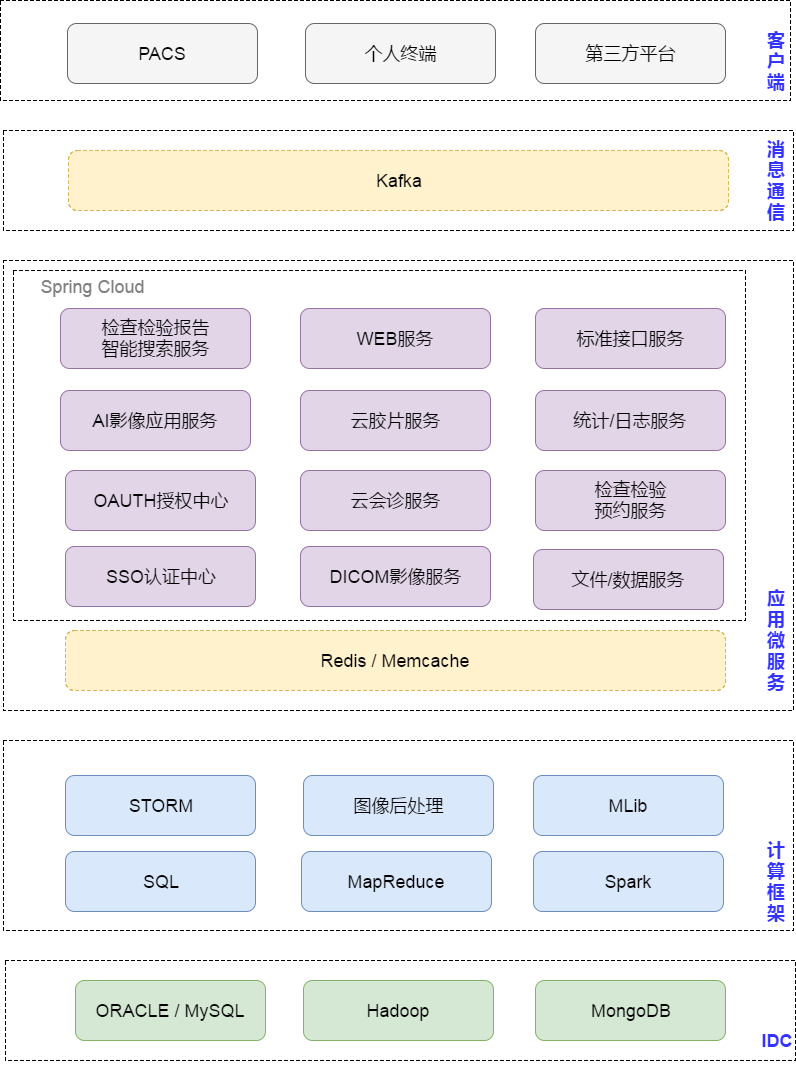 PACS
个人终端
第三方平台
客户端
Kafka
消息通信
Spring Cloud
检查检验报告
智能搜索服务
WEB服务
标准接口服务
AI影像应用服务
云胶片服务
统计/日志服务
OAUTH授权中心
云会诊服务
检查检验
预约服务
SSO认证中心
DICOM影像服务
文件/数据服务
Redis / Memcache
应用微服务
STORM
图像后处理
MLib
SQL
MapReduce
Spark
计算框架
ORACLE / MySQL
Hadoop
MongoDB
IDC